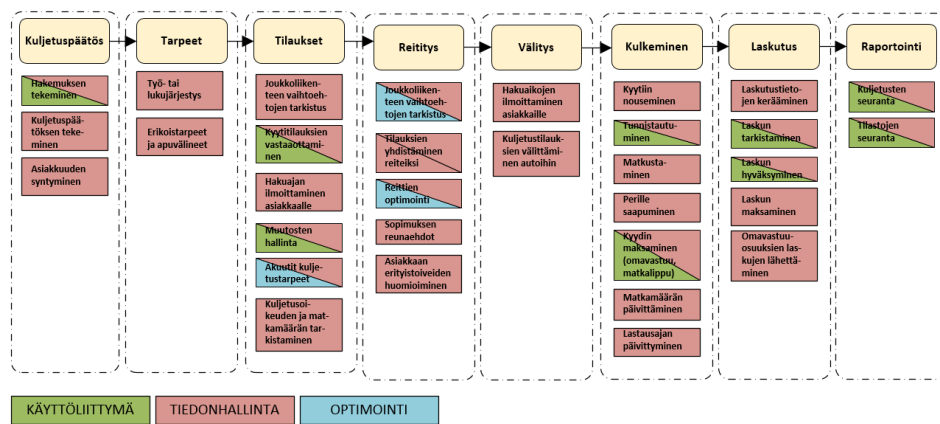 Kuljetuspäätös
Hakemuksen
tekeminen
Kuljetuspää-
töksen teke-
minen
Asiakkuuden
syntyminen
Tarpeet
Työ- tai
lukujärjestys
Erikoistarpeet
ja apuvälineet
Tilaukset
Joukkoliiken-
teen vaihtoeh-
tojen tarkistus
Kyytitilauksien
vastaaottami-
nen
Hakuajan
ilmoittaminen
asiakkaalle
Muutosten
hallinta
Akuutit kulje-
tustarpeet
Kuljetusoi-
keuden ja mat-
kamäärän tar-
kistaminen
Reititys
Joukkoliiken-
teen vaihtoeh-
tojen tarkistus
Tilauksien
yhdistäminen
reiteiksi
Reittien
optimointi
Sopimuksen
reunaehdot
Asiakkaan
erityistoiveiden
huomioiminen
Välitys
Hakuaikojen
ilmoittaminen
asiakkaille
Kuljetustilauk-
sien välittämi-
nen autoihin
Kulkeminen
Kyytiin
nouseminen
Tunnistautu-
minen
Matkusta-
minen
Perille
saapuminen
Kyydin
maksaminen
(omavastuu,
matkalippu)
Matkamäärän
päivittäminen
Lastausajan
päivittyminen
Laskutus
Laskutustieto-
jen kerääminen
Laskun
tarkistaminen
Laskun
hyväksyminen
Laskun
maksaminen
Omavastuu-
osuuksien las-
kujen lähettä-
minen
Raportointi
Kuljetusten
seuranta
Tilastojen
seuranta
KÄYTTÖLIITTYMÄ
TIEDONHALLINTA
OPTIMOINTI